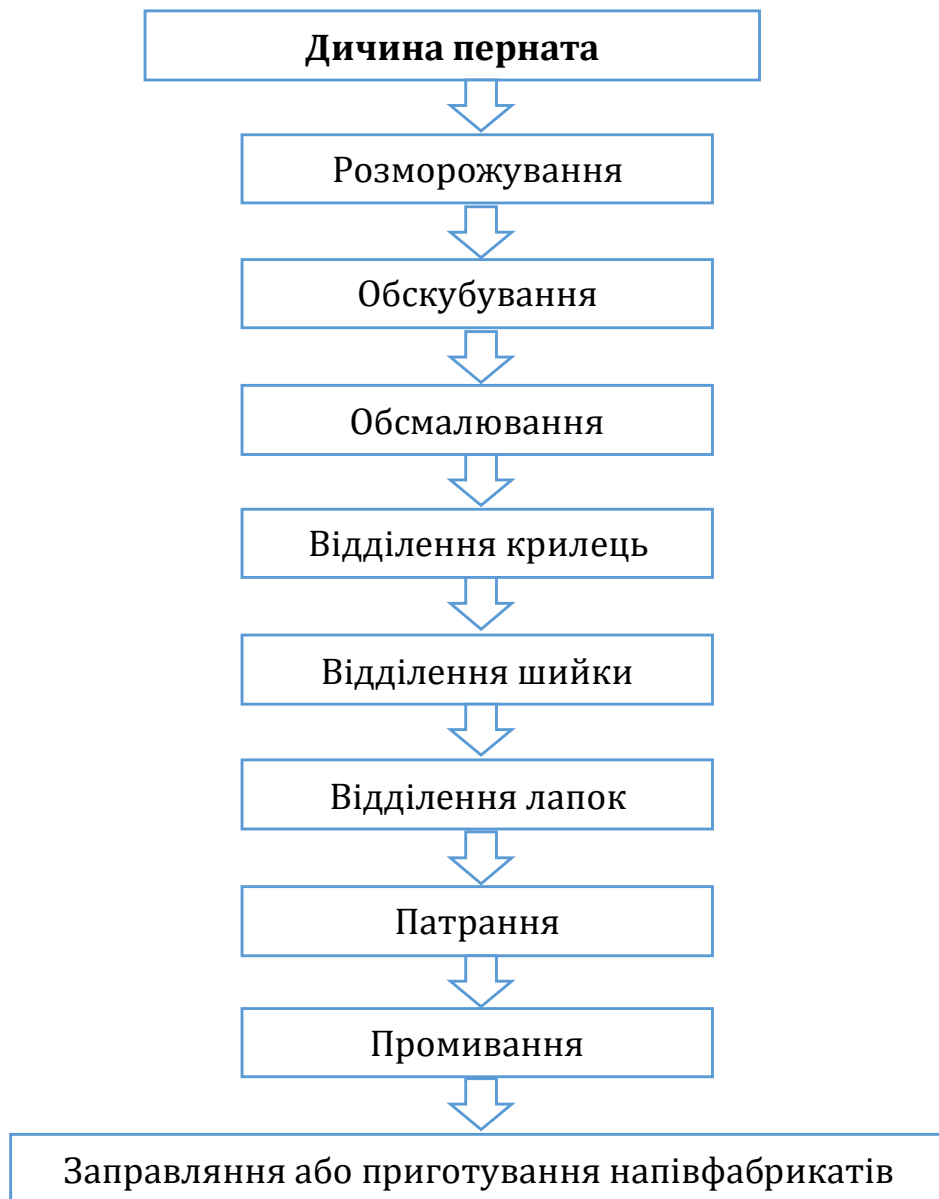 Дичина перната
Розморожування
Обскубування
Обсмалювання
Відділення крилець
Відділення шийки
Відділення лапок
Патрання
Промивання
Заправляння або приготування напівфабрикатів